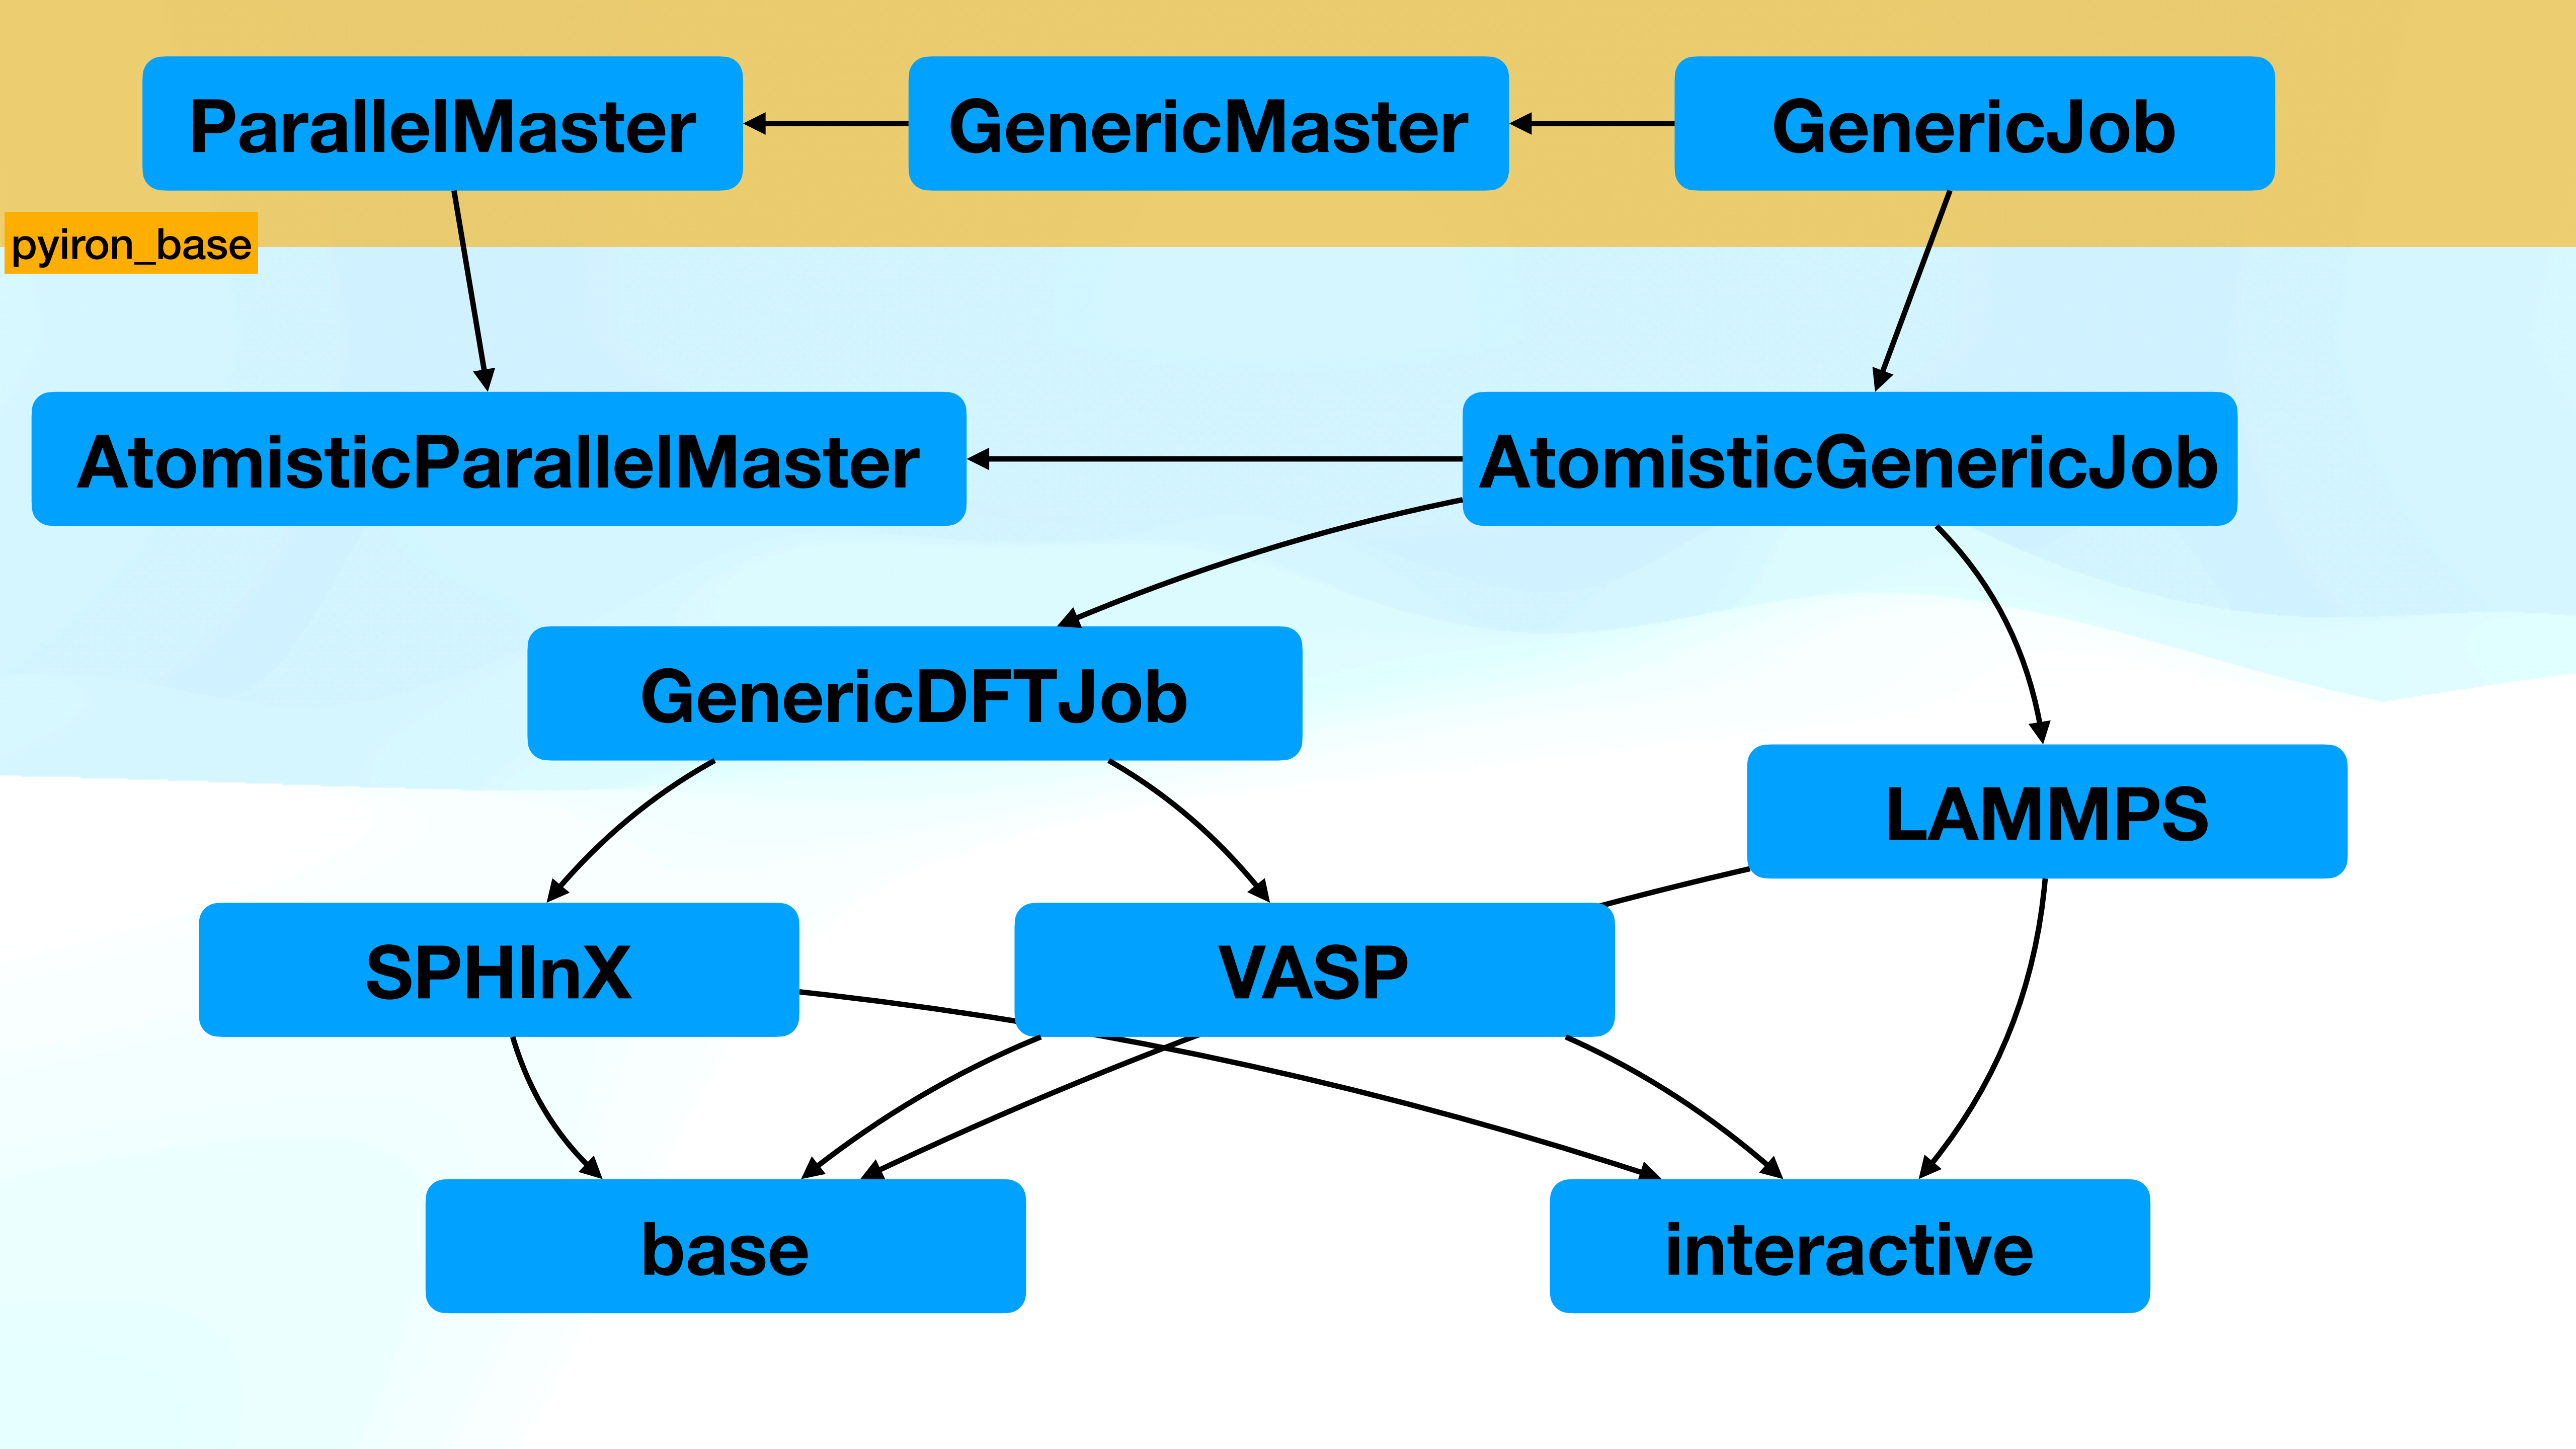 ParallelMaster
GenericMaster
GenericJob
pyiron_base
AtomisticParallelMaster
AtomisticGenericJob
GenericDFTJob
LAMMPS
SPHInX
VASP
base
interactive